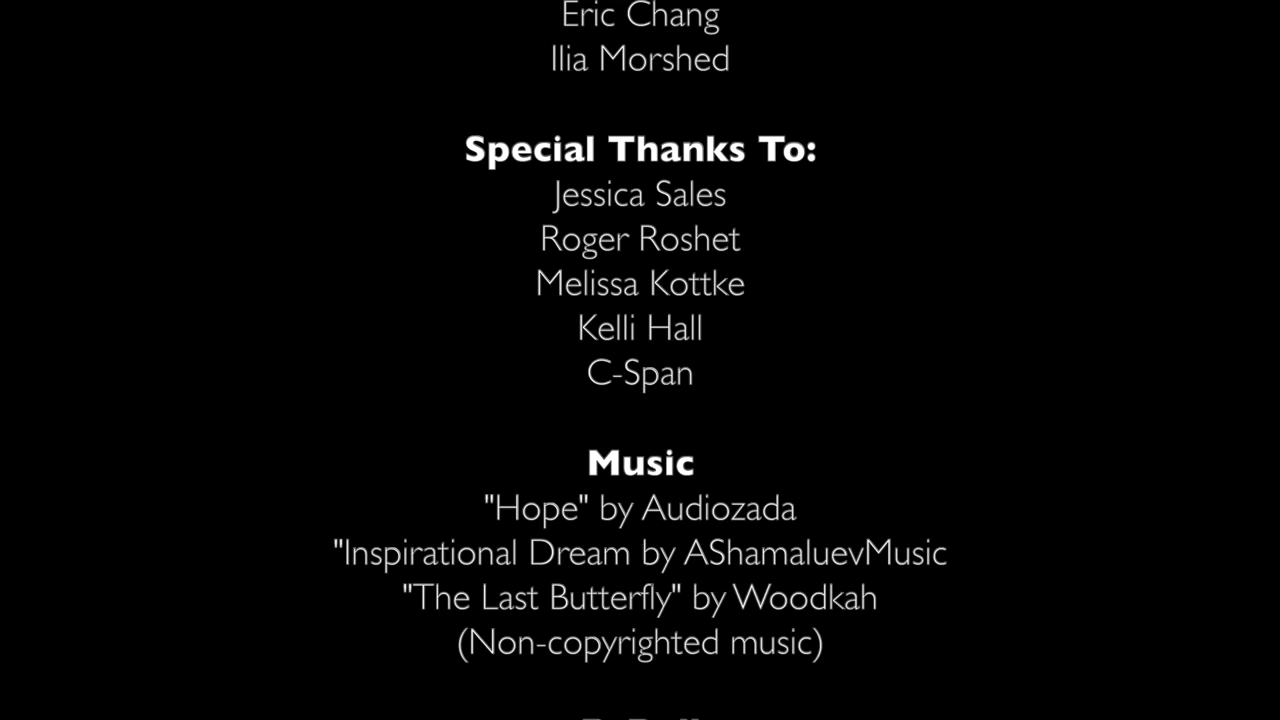 Eric Chang
Ilia Morshed
Special Thanks To:
Jessica Sales
Roger Roshet
Melissa Kottke
Kelli Hall
C-Span
Music
"Hope" by Audiozada
"Inspirational Dream by AShamaluevMusic
"The Last Butterfly" by Woodkah
(Non-copyrighted music)